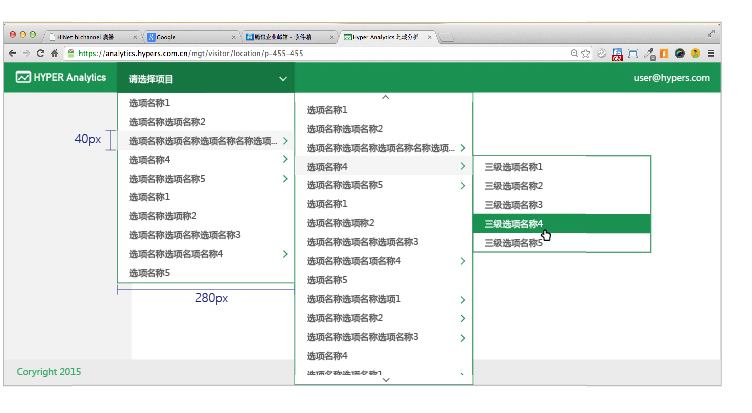 Google
Hyper Analytics
https://analytics.hypers.com.cn/mgt/visitor/location/p-455-455
HYPER Analytics
请选择项目
user@hypers.com
选项名称1
选项名称选项名称2
选项名称选项名称选项名称名称选项...
选项名称4
选项名称选项名称5
选项名称1
选项名称选项称2
选项名称选项名称选项名称3
选项名称选项名项名称4
选项名称5
40px
280px
选项名称1
选项名称选项名称2
选项名称选项名称选项名称名称选项...
选项名称4
选项名称选项名称5
选项名称1
选项名称选项称2
选项名称选项名称选项名称3
选项名称选项名项名称4
选项名称5
选项名称选项名称选项1
选项名称选项名称2
选项名称选项名称选项名称3
选项名称4
选项名称选项名称1
三级选项名称1
三级选项名称2
三级选项名称3
三级选项名称4
三级选项名称5
Coryright 2015